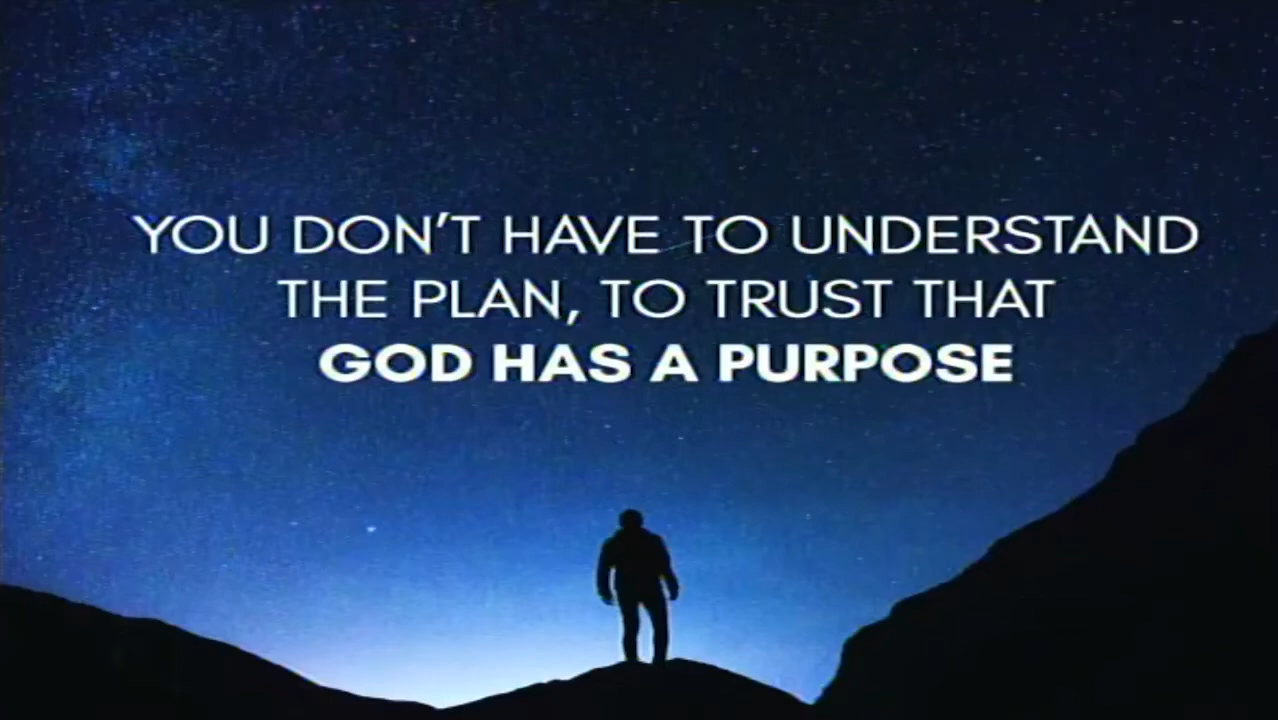 YOU DON'T HAVE TO UNDERSTAND
THE PLAN, TO TRUST THAT
GOD HAS A PURPOSE